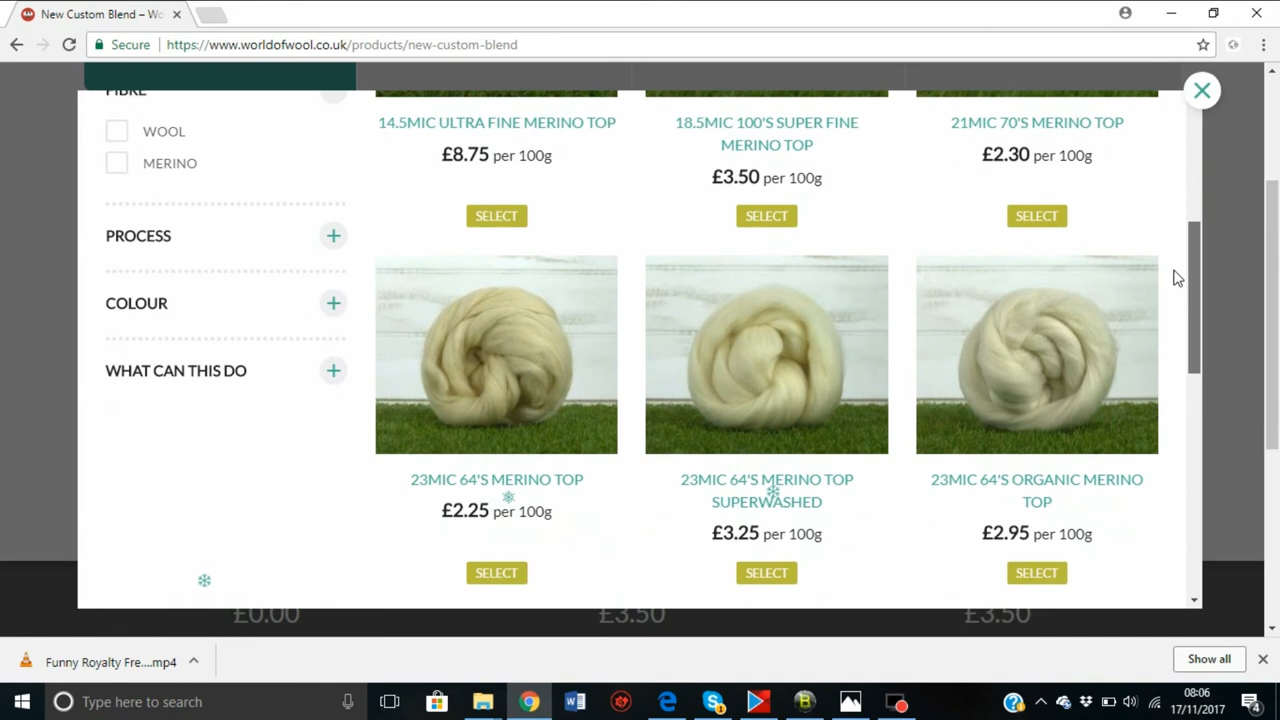 New Custom Blend – Wo
Secure
https://www.worldofwool.co.uk/products/new-custom-blend
FIBRE
WOOL
MERINO
PROCESS
COLOUR
WHAT CAN THIS DO
14.5MIC ULTRA FINE MERINO TOP
£8.75 per 100g
SELECT
18.5MIC 100'S SUPER FINE
MERINO TOP
£3.50 per 100g
SELECT
21MIC 70'S MERINO TOP
£2.30 per 100g
SELECT
23MIC 64'S MERINO TOP
£2.25 per 100g
SELECT
23MIC 64'S MERINO TOP
SUPERWASHED
£3.25 per 100g
SELECT
23MIC 64'S ORGANIC MERINO
TOP
£2.95 per 100g
SELECT
£0.00
£3.50
£3.50
Funny Royalty Fre....mp4
Show all
Type here to search
08:06
17/11/2017